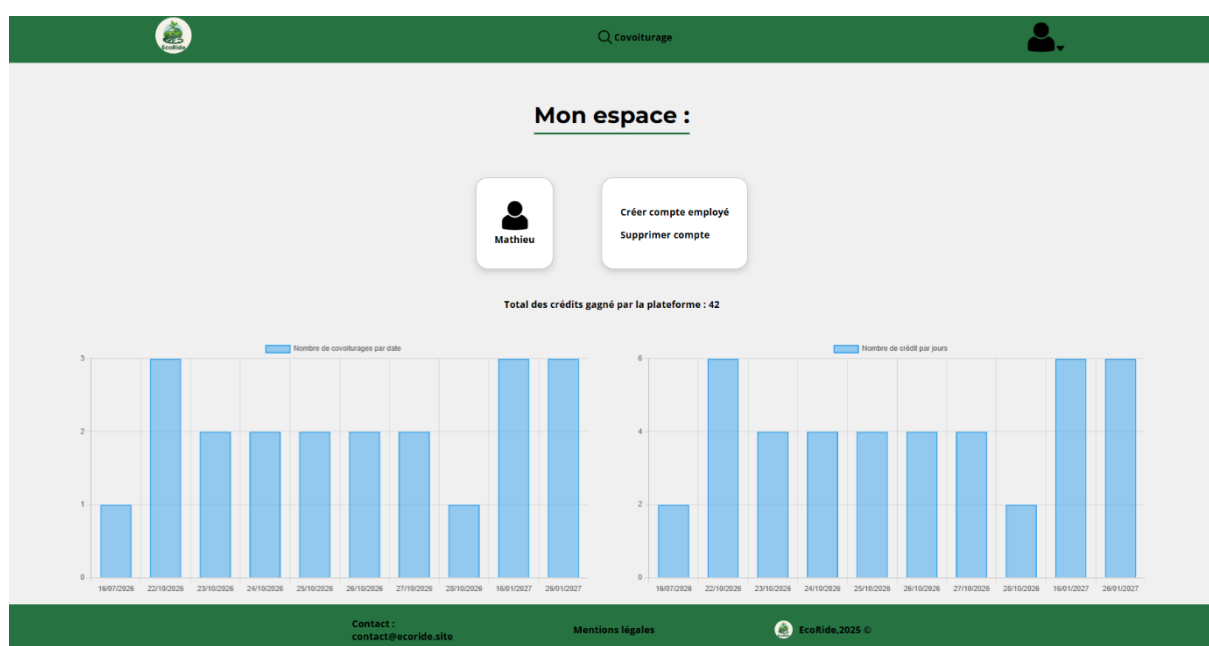 EcoRide
Covoiturage
Mon espace :
Mathieu
Créer compte employé
Supprimer compte
Total des crédits gagné par la plateforme : 42
Nombre de covoiturages par date
3
2
1
0
16/07/2026 22/10/2026 23/10/2026 24/10/2026 25/10/2026 26/10/2026 27/10/2026 28/10/2026 16/01/2027 26/01/2027
Nombre de crédit par jours
6
4
2
0
16/07/2026 22/10/2026 23/10/2026 24/10/2026 25/10/2026 26/10/2026 27/10/2026 28/10/2026 16/01/2027 26/01/2027
Contact :
contact@ecoride.site
Mentions légales
EcoRide,2025 ©